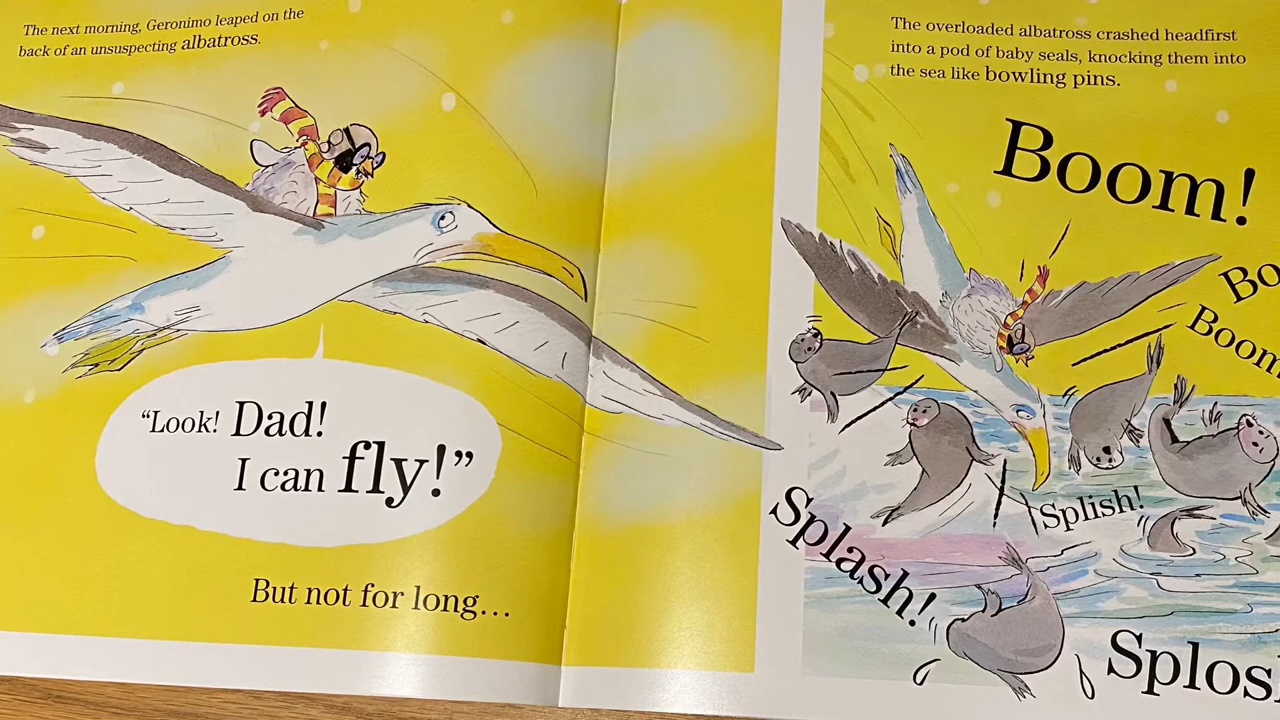 The next morning, Geronimo leaped on the
back of an unsuspecting albatross.
“Look! Dad!
I can fly!”
But not for long...
The overloaded albatross crashed headfirst
into a pod of baby seals, knocking them into
the sea like bowling pins.
Boom!
Boom
Splish!
Splash!